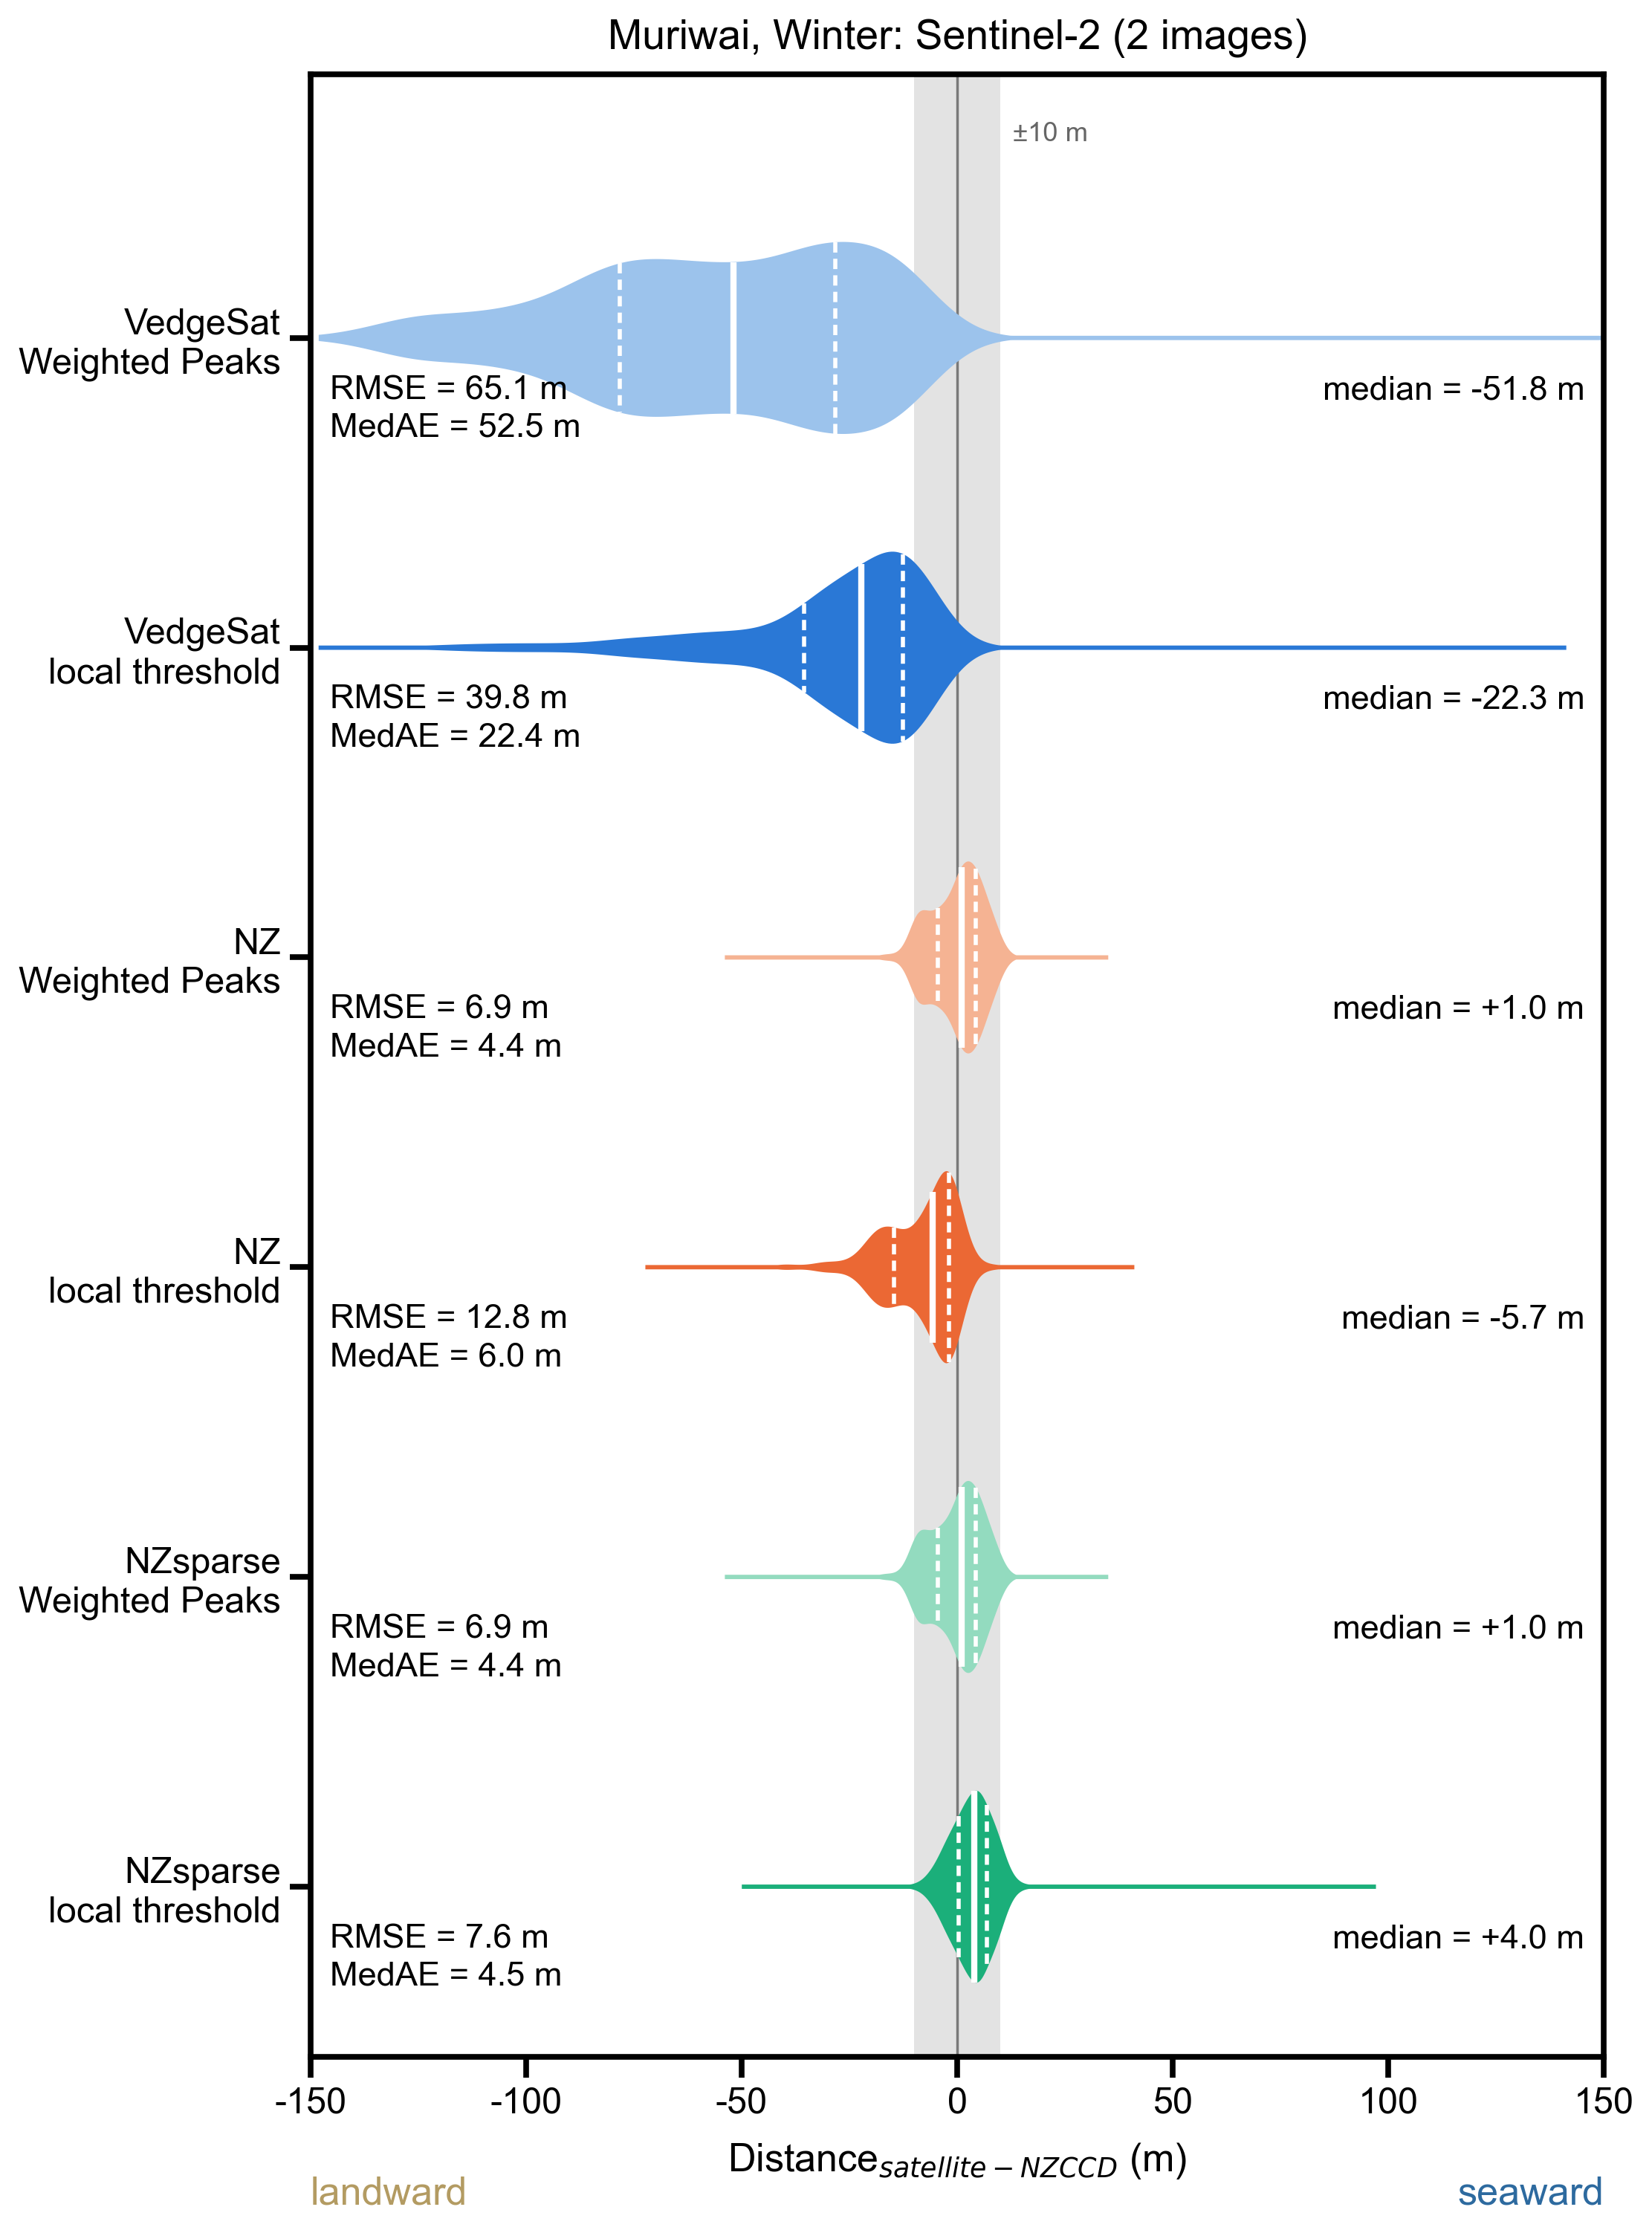 Muriwai, Winter: Sentinel-2 (2 images)
±10 m
VedgeSat
Weighted Peaks
RMSE = 65.1 m
MedAE = 52.5 m
median = -51.8 m
VedgeSat
local threshold
RMSE = 39.8 m
MedAE = 22.4 m
median = -22.3 m
NZ
Weighted Peaks
RMSE = 6.9 m
MedAE = 4.4 m
median = +1.0 m
NZ
local threshold
RMSE = 12.8 m
MedAE = 6.0 m
median = -5.7 m
NZsparse
Weighted Peaks
RMSE = 6.9 m
MedAE = 4.4 m
median = +1.0 m
NZsparse
local threshold
RMSE = 7.6 m
MedAE = 4.5 m
median = +4.0 m
-150 -100 -50 0 50 100 150
Distance satellite − NZCCD (m)
landward seaward